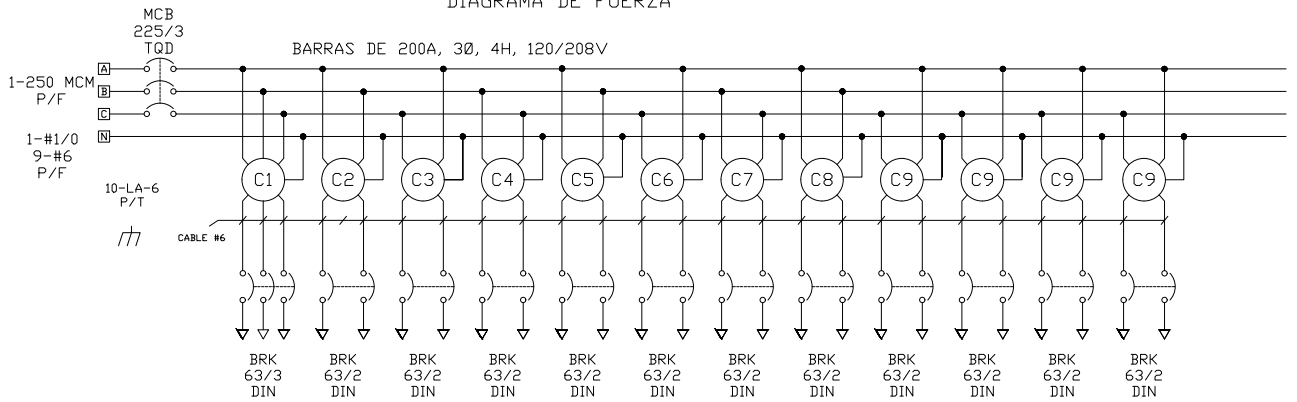 DIAGRAMA DE FUERZA
MCB
225/3
TQD
BARRAS DE 200A, 3Ø, 4H, 120/208V
A
1-250 MCM
P/F
B
C
N
1-#1/0
9-#6
P/F
10-LA-6
P/T
CABLE #6
C1 C2 C3 C4 C5 C6 C7 C8 C9 C9 C9 C9
BRK BRK BRK BRK BRK BRK BRK BRK BRK BRK BRK BRK
63/3 63/2 63/2 63/2 63/2 63/2 63/2 63/2 63/2 63/2 63/2 63/2
DIN DIN DIN DIN DIN DIN DIN DIN DIN DIN DIN DIN